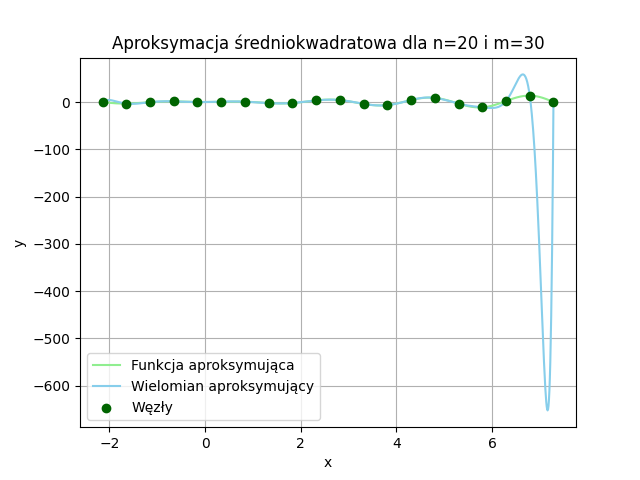 Aproksymacja średniokwadratowa dla n=20 i m=30
y
0
−100
−200
−300
−400
−500
−600
Funkcja aproksymująca
Wielomian aproksymujący
Węzły
−2
0
2
4
6
x